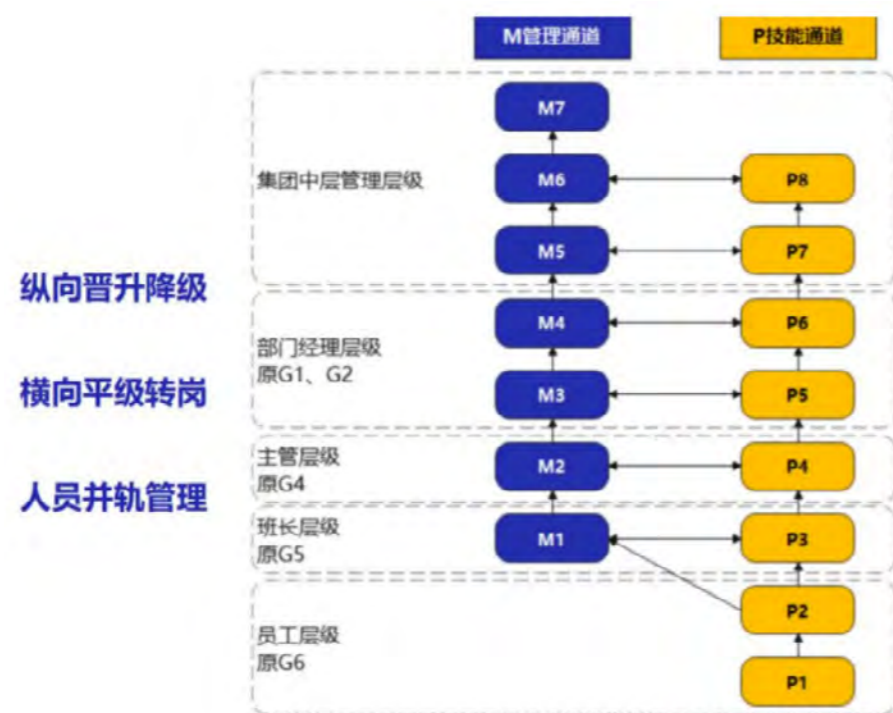 M管理通道
P技能通道
M7
集团中层管理层级
M6
P8
M5
P7
纵向晋升降级
部门经理层级
原G1、G2
M4
P6
横向平级转岗
M3
P5
主管层级
原G4
M2
P4
人员并轨管理
班长层级
原G5
M1
P3
员工层级
原G6
P2
P1